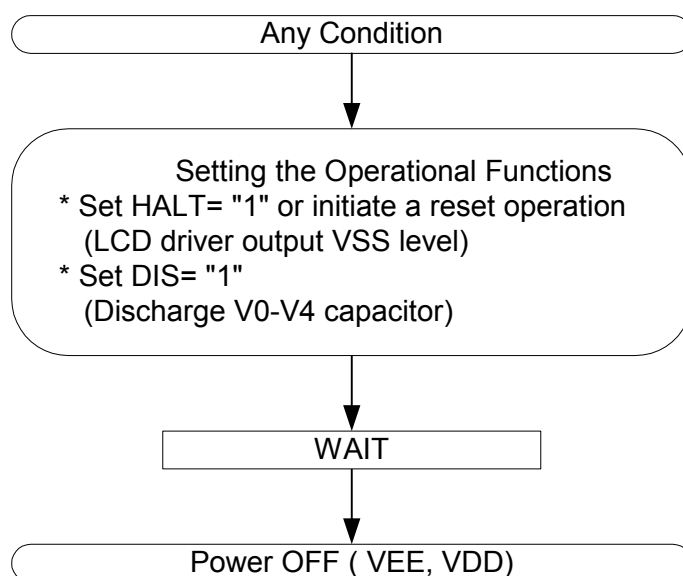 Any Condition
Setting the Operational Functions
* Set HALT= "1" or initiate a reset operation
(LCD driver output VSS level)
* Set DIS= "1"
(Discharge V0-V4 capacitor)
WAIT
Power OFF ( VEE, VDD)